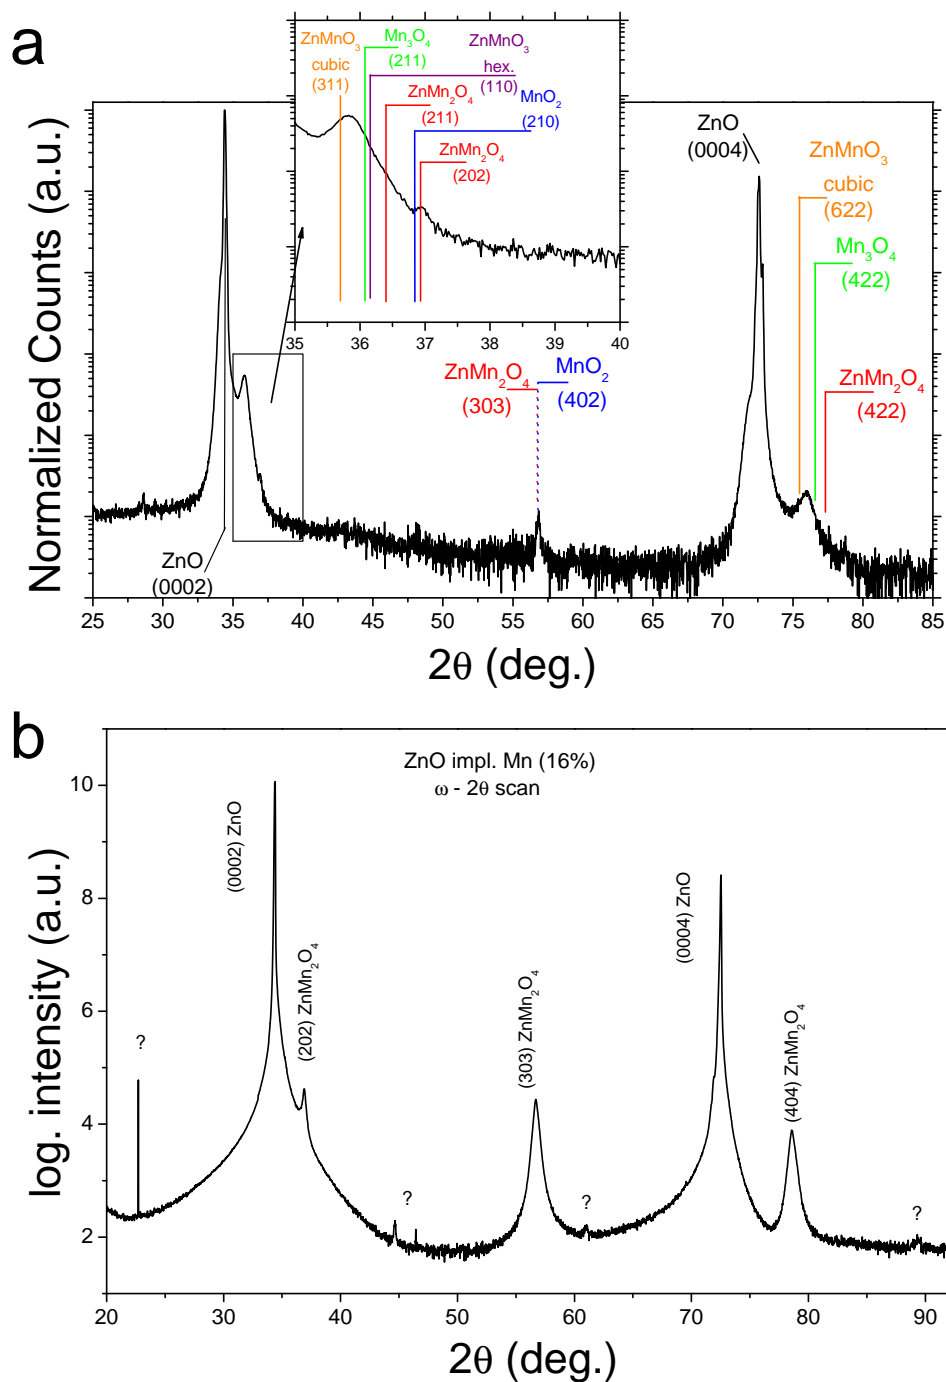 a
ZnMnO₃
cubic
(311)
Mn₃O₄
(211)
ZnMnO₃
hex.
(110)
ZnMn₂O₄
(211)
MnO₂
(210)
ZnMn₂O₄
(202)
35 36 37 38 39 40
ZnO
(0004)
ZnMnO₃
cubic
(622)
Mn₃O₄
(422)
ZnMn₂O₄
(422)
ZnMn₂O₄
(303)
MnO₂
(402)
ZnO
(0002)
Normalized Counts (a.u.)
25 30 35 40 45 50 55 60 65 70 75 80 85
2θ (deg.)
b
ZnO impl. Mn (16%)
ω - 2θ scan
(0002) ZnO
(202) ZnMn₂O₄
(303) ZnMn₂O₄
(0004) ZnO
(404) ZnMn₂O₄
?
?
?
?
10
8
6
4
2
log. intensity (a.u.)
20 30 40 50 60 70 80 90
2θ (deg.)